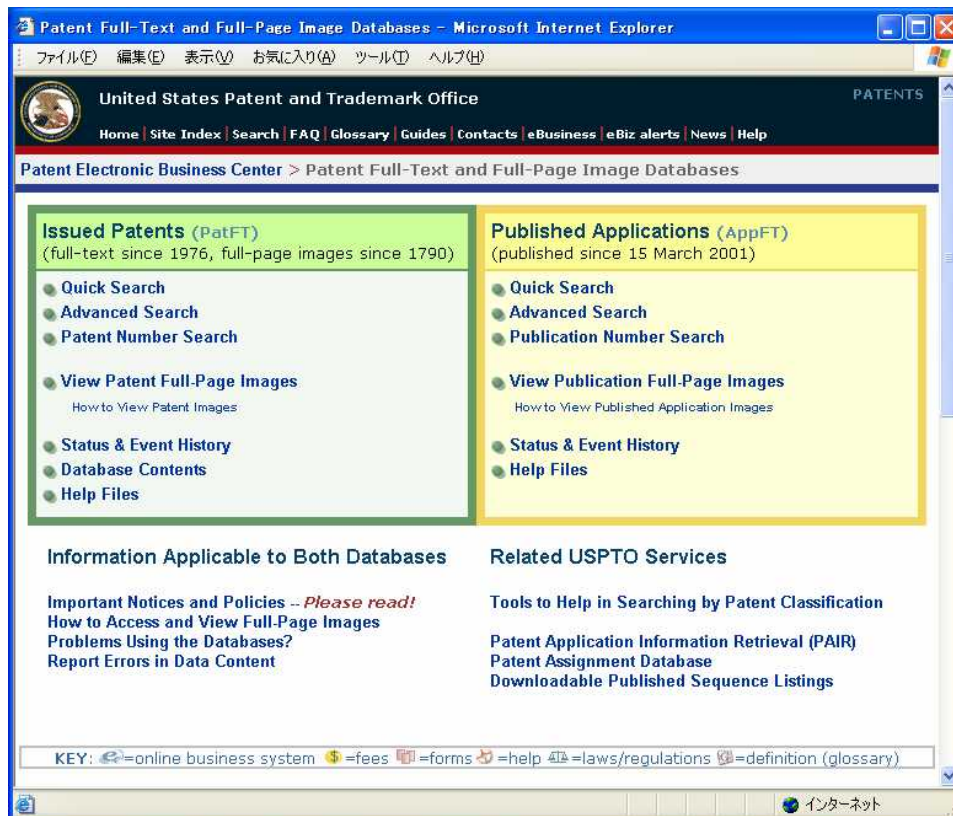 Patent Full-Text and Full-Page Image Databases - Microsoft Internet Explorer
ファイル(F) 編集(E) 表示(V) お気に入り(A) ツール(T) ヘルプ(H)
United States Patent and Trademark Office
PATENTS
Home | Site Index | Search | FAQ | Glossary | Guides | Contacts | eBusiness | eBiz alerts | News | Help
Patent Electronic Business Center > Patent Full-Text and Full-Page Image Databases
Issued Patents (PatFT)
(full-text since 1976, full-page images since 1790)
Quick Search
Advanced Search
Patent Number Search
View Patent Full-Page Images
How to View Patent Images
Status & Event History
Database Contents
Help Files
Published Applications (AppFT)
(published since 15 March 2001)
Quick Search
Advanced Search
Publication Number Search
View Publication Full-Page Images
How to View Published Application Images
Status & Event History
Help Files
Information Applicable to Both Databases
Important Notices and Policies -- Please read!
How to Access and View Full-Page Images
Problems Using the Databases?
Report Errors in Data Content
Related USPTO Services
Tools to Help in Searching by Patent Classification
Patent Application Information Retrieval (PAIR)
Patent Assignment Database
Downloadable Published Sequence Listings
KEY: =online business system =fees =forms =help =laws/regulations =definition (glossary)
インターネット